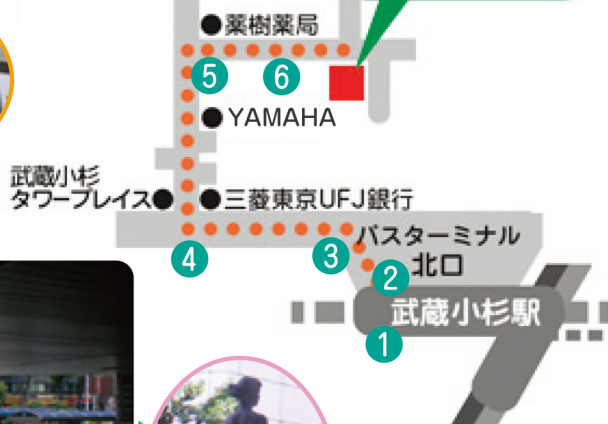 薬樹薬局
5
6
YAMAHA
武蔵小杉
タワープレイス
三菱東京UFJ銀行
4
3
バスターミナル
2
北口
武蔵小杉駅
1